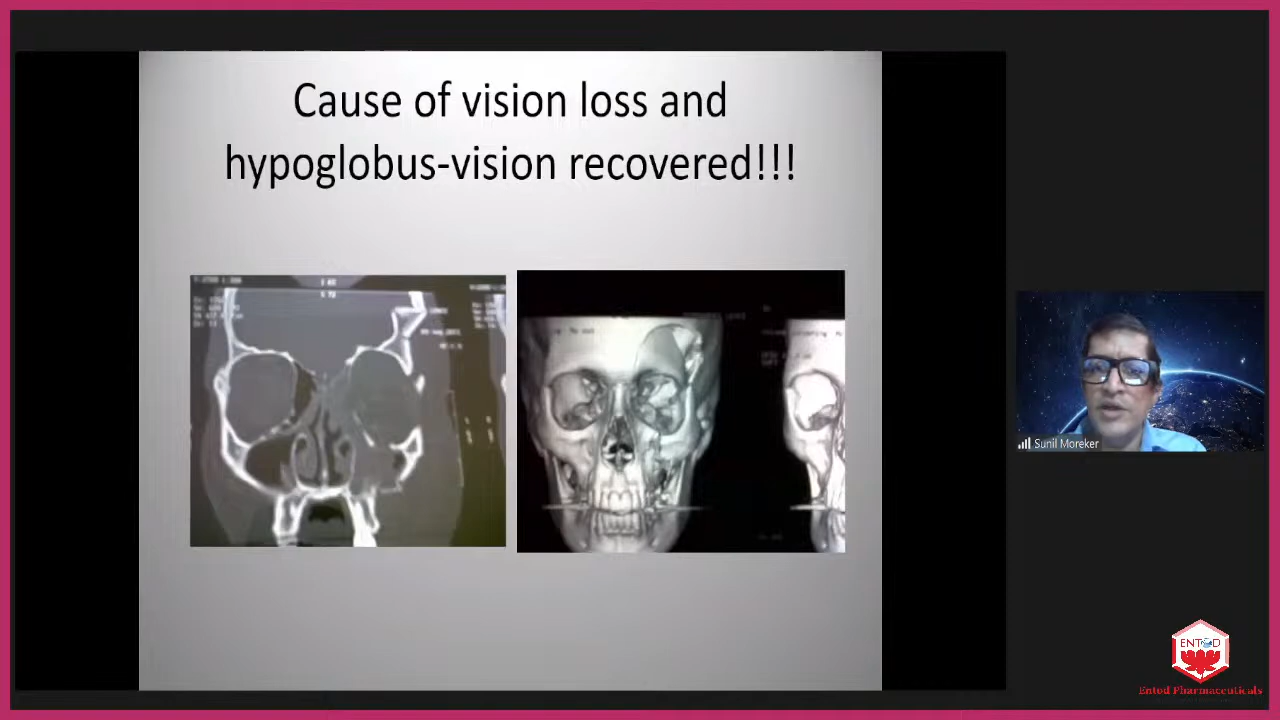 Cause of vision loss and
hypoglobus-vision recovered!!!
Sunil Moreker
ENTOD
Entod Pharmaceuticals